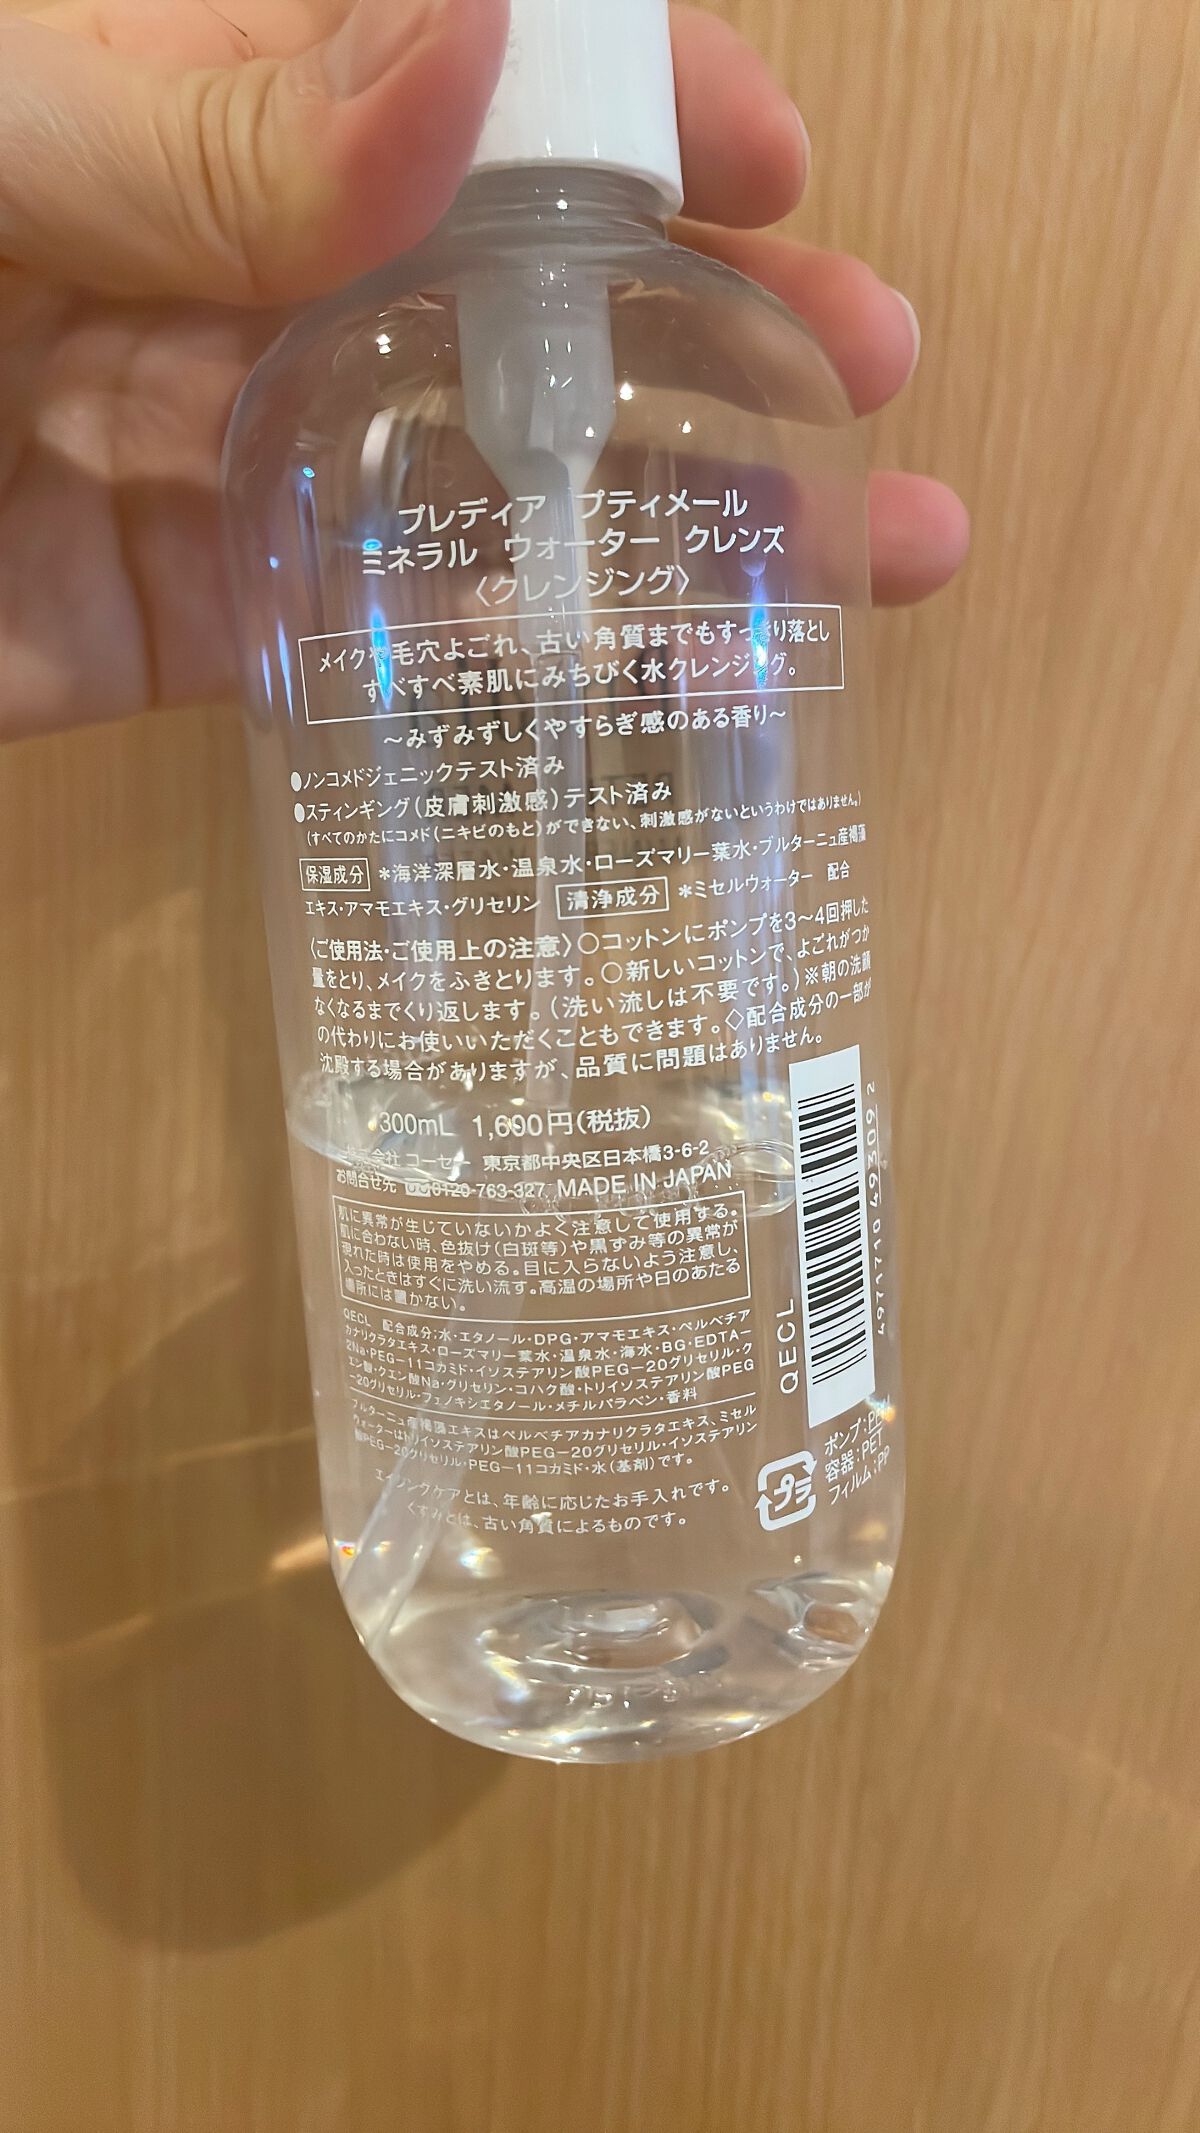 プレディア プティメール
ミネラル ウォーター クレンズ
〈クレンジング〉
メイクや毛穴よごれ、古い角質までもすっきり落とし
すべすべ素肌にみちびく水クレンジング。
～みずみずしくやすらぎ感のある香り～
●ノンコメドジェニックテスト済み
●スティンギング(皮膚刺激感)テスト済み
(すべてのかたにコメド(ニキビのもと)ができない、刺激感がないというわけではありません。)
保湿成分 *海洋深層水・温泉水・ローズマリー葉水・ブルターニュ産褐藻
エキス・アマモエキス・グリセリン 清浄成分 *ミセルウォーター 配合
〈ご使用法・ご使用上の注意〉○コットンにポンプを3～4回押した
量をとり、メイクをふきとります。○新しいコットンで、よごれがつか
なくなるまでくり返します。(洗い流しは不要です。)※朝の洗顔
の代わりにお使いいただくこともできます。◇配合成分の一部が
沈殿する場合がありますが、品質に問題はありません。
300mL 1,600円(税抜)
株式会社 コーセー 東京都中央区日本橋3-6-2
お問合せ先 0120-763-327 MADE IN JAPAN
肌に異常が生じていないかよく注意して使用する。
肌に合わない時、色抜け(白斑等)や黒ずみ等の異常が
現れた時は使用をやめる。目に入らないよう注意し、
入ったときはすぐに洗い流す。高温の場所や日のあたる
場所には置かない。
QECL 配合成分;水・エタノール・DPG・アマモエキス・ペルベチア
カナリクラタエキス・ローズマリー葉水・温泉水・海水・BG・EDTA-
2Na・PEG-11コカミド・イソステアリン酸PEG-20グリセリル・ク
エン酸・クエン酸Na・グリセリン・コハク酸・トリイソステアリン酸PEG
-20グリセリル・フェノキシエタノール・メチルパラベン・香料
ブルターニュ産褐藻エキスはペルベチアカナリクラタエキス、ミセル
ウォーターはトリイソステアリン酸PEG-20グリセリル・イソステアリン
酸PEG-20グリセリル・PEG-11コカミド・水(基剤)です。
エイジングケアとは、年齢に応じたお手入れです。
くすみとは、古い角質によるものです。
QECL
4971710 493092
プラ
ポンプ:PE
容器:PET
フィルム:PP